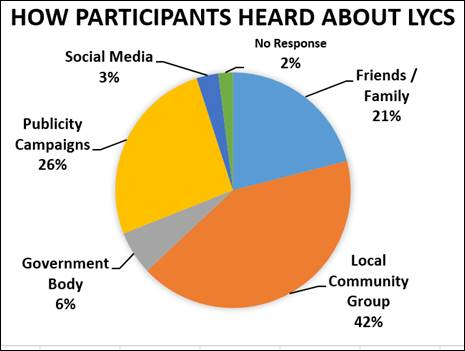 HOW PARTICIPANTS HEARD ABOUT LYCS
No Response
2%
Social Media
3%
Friends /
Family
21%
Publicity
Campaigns
26%
Government
Body
6%
Local
Community
Group
42%